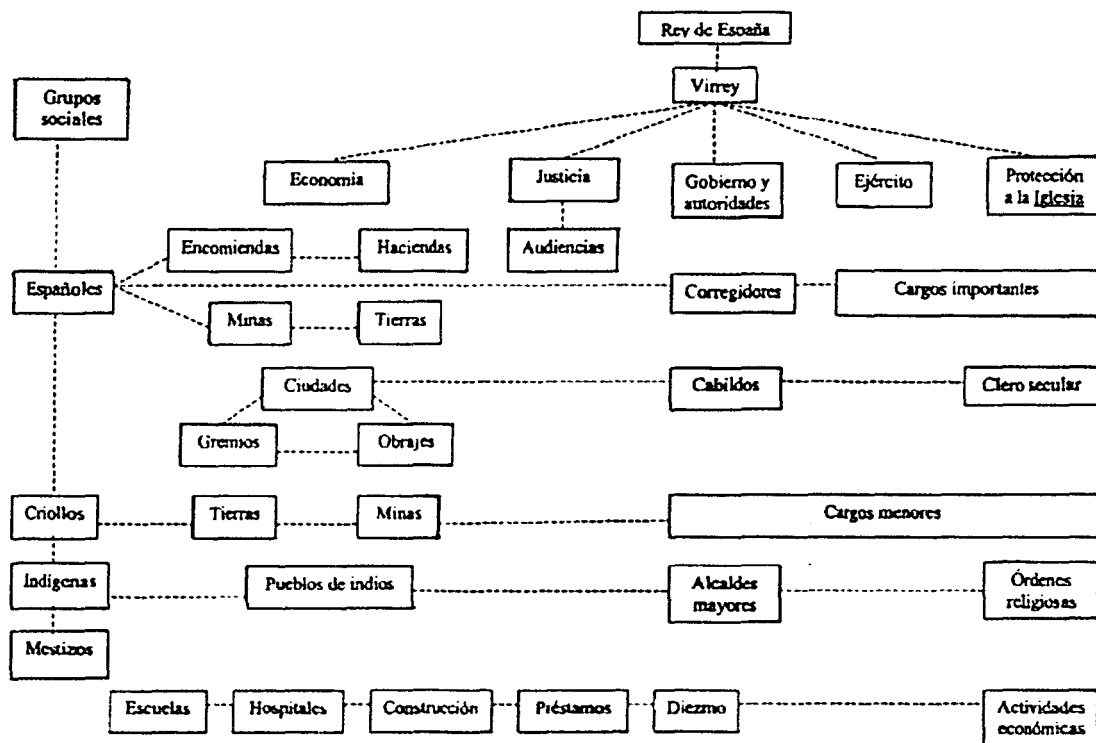 Rey de España
Virrey
Grupos
sociales
Economía
Justicia
Gobierno y
autoridades
Ejército
Protección
a la Iglesia
Encomiendas
Haciendas
Audiencias
Españoles
Corregidores
Cargos importantes
Minas
Tierras
Ciudades
Cabildos
Clero secular
Gremios
Obrajes
Criollos
Tierras
Minas
Cargos menores
Indígenas
Pueblos de indios
Alcaldes
mayores
Órdenes
religiosas
Mestizos
Escuelas
Hospitales
Construcción
Préstamos
Diezmo
Actividades
económicas